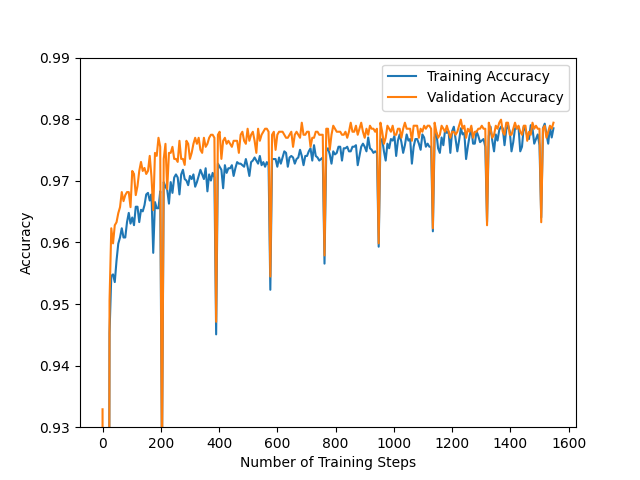 Training Accuracy
Validation Accuracy
0.99
0.98
0.97
0.96
0.95
0.94
0.93
Accuracy
0 200 400 600 800 1000 1200 1400 1600
Number of Training Steps